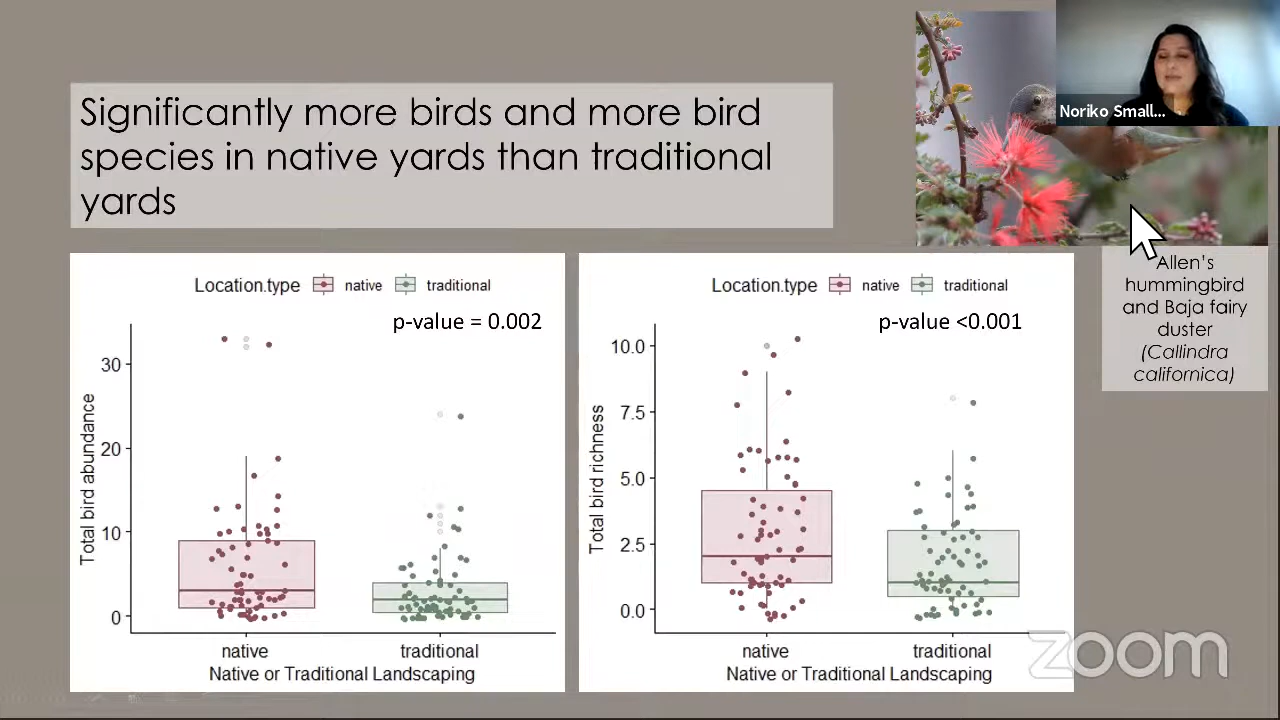 Significantly more birds and more bird
species in native yards than traditional
yards
Noriko Small...
Allen's
hummingbird
and Baja fairy
duster
(Callindra
californica)
Location.type native traditional
p-value = 0.002
Total bird abundance
30
20
10
0
native traditional
Native or Traditional Landscaping
Location.type native traditional
p-value <0.001
Total bird richness
10.0
7.5
5.0
2.5
0.0
native traditional
Native or Traditional Landscaping
zoom